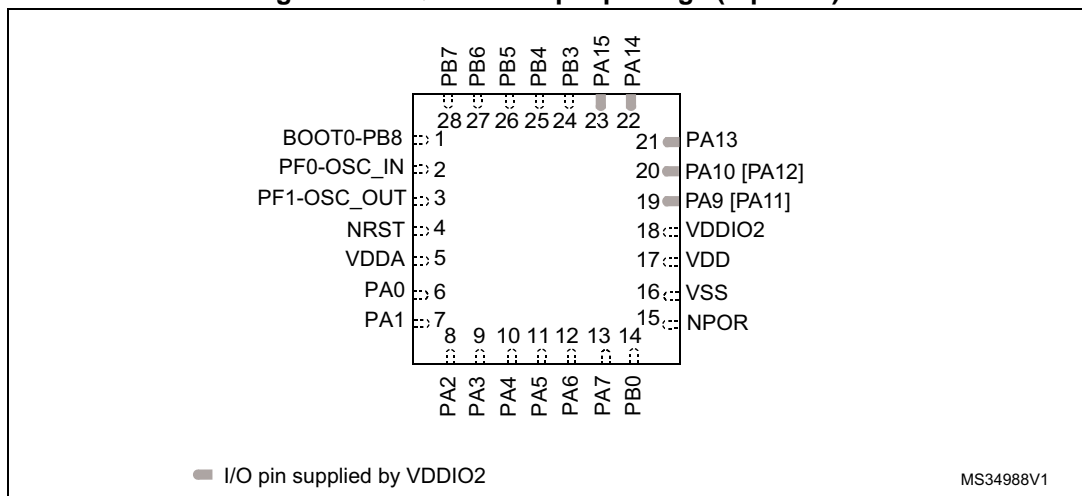 PB7
PB6
PB5
PB4
PB3
PA15
PA14
28 27 26 25 24 23 22
BOOT0-PB8 1
PF0-OSC_IN 2
PF1-OSC_OUT 3
NRST 4
VDDA 5
PA0 6
PA1 7
21 PA13
20 PA10 [PA12]
19 PA9 [PA11]
18 VDDIO2
17 VDD
16 VSS
15 NPOR
8 9 10 11 12 13 14
PA2
PA3
PA4
PA5
PA6
PA7
PB0
I/O pin supplied by VDDIO2
MS34988V1